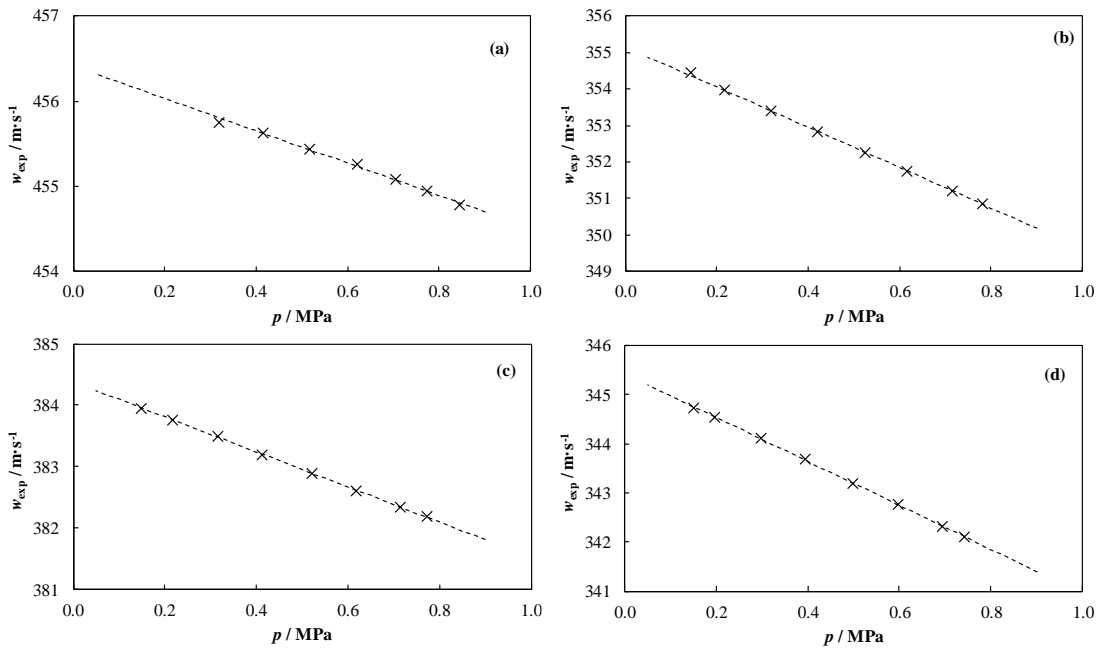 457
456
455
454
w_exp / m·s⁻¹
(a)
0.0 0.2 0.4 0.6 0.8 1.0
p / MPa
356
355
354
353
352
351
350
349
w_exp / m·s⁻¹
(b)
0.0 0.2 0.4 0.6 0.8 1.0
p / MPa
385
384
383
382
381
w_exp / m·s⁻¹
(c)
0.0 0.2 0.4 0.6 0.8 1.0
p / MPa
346
345
344
343
342
341
w_exp / m·s⁻¹
(d)
0.0 0.2 0.4 0.6 0.8 1.0
p / MPa